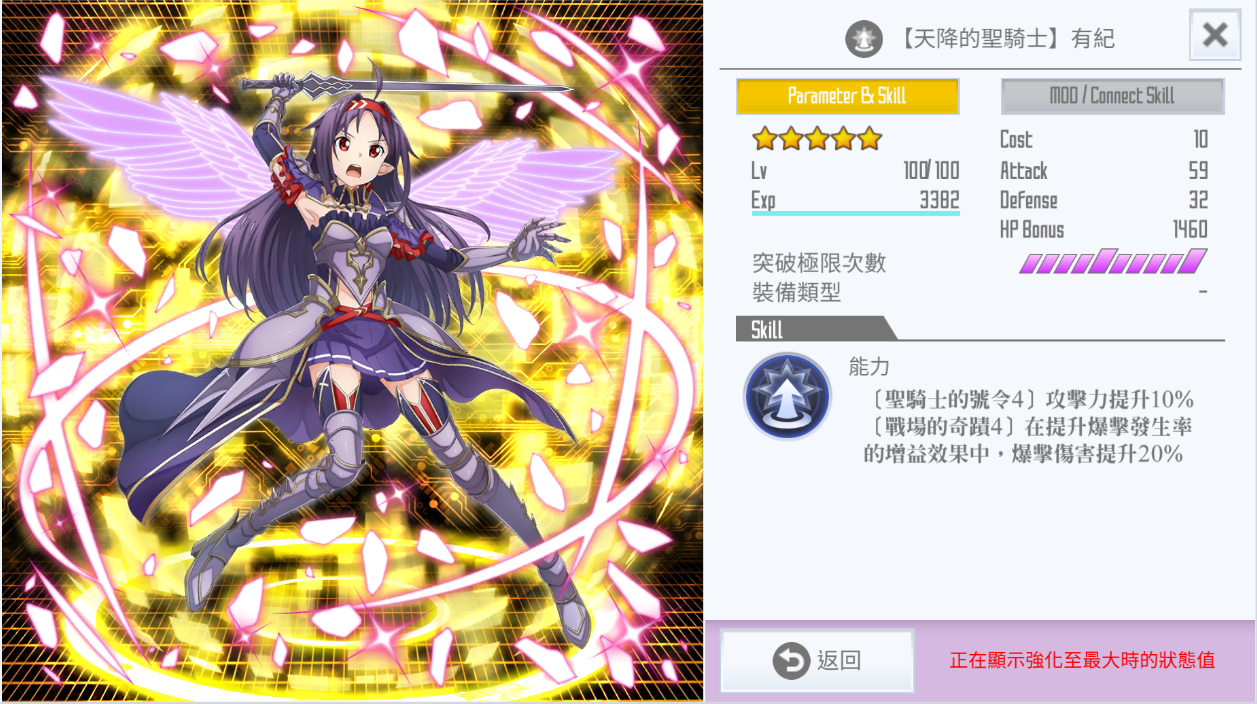 【天降的聖騎士】有紀
Parameter & Skill
MOD / Connect Skill
Lv 100/100
Exp 3382
Cost 10
Attack 59
Defense 32
HP Bonus 1460
突破極限次數
裝備類型 -
Skill
能力
〔聖騎士的號令4〕攻擊力提升10%
〔戰場的奇蹟4〕在提升爆擊發生率
的增益效果中，爆擊傷害提升20%
返回
正在顯示強化至最大時的狀態值